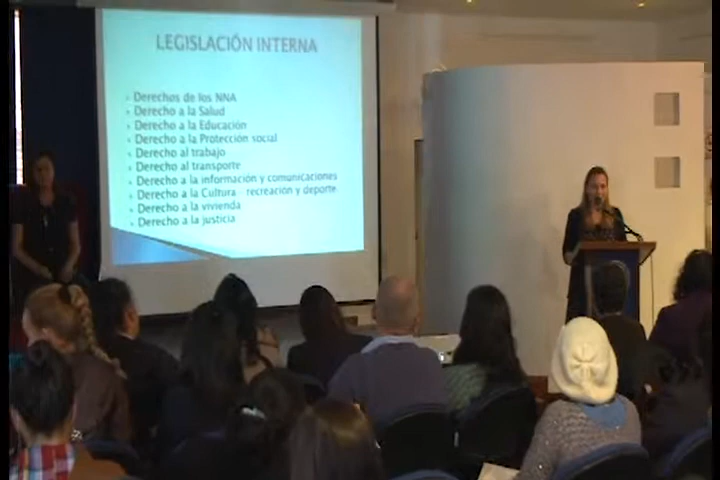 LEGISLACIÓN INTERNA
Derechos de los NNA
Derecho a la Salud
Derecho a la Educación
Derecho a la Protección social
Derecho al trabajo
Derecho al transporte
Derecho a la información y comunicaciones
Derecho a la Cultura – recreación y deporte
Derecho a la vivienda
Derecho a la justicia